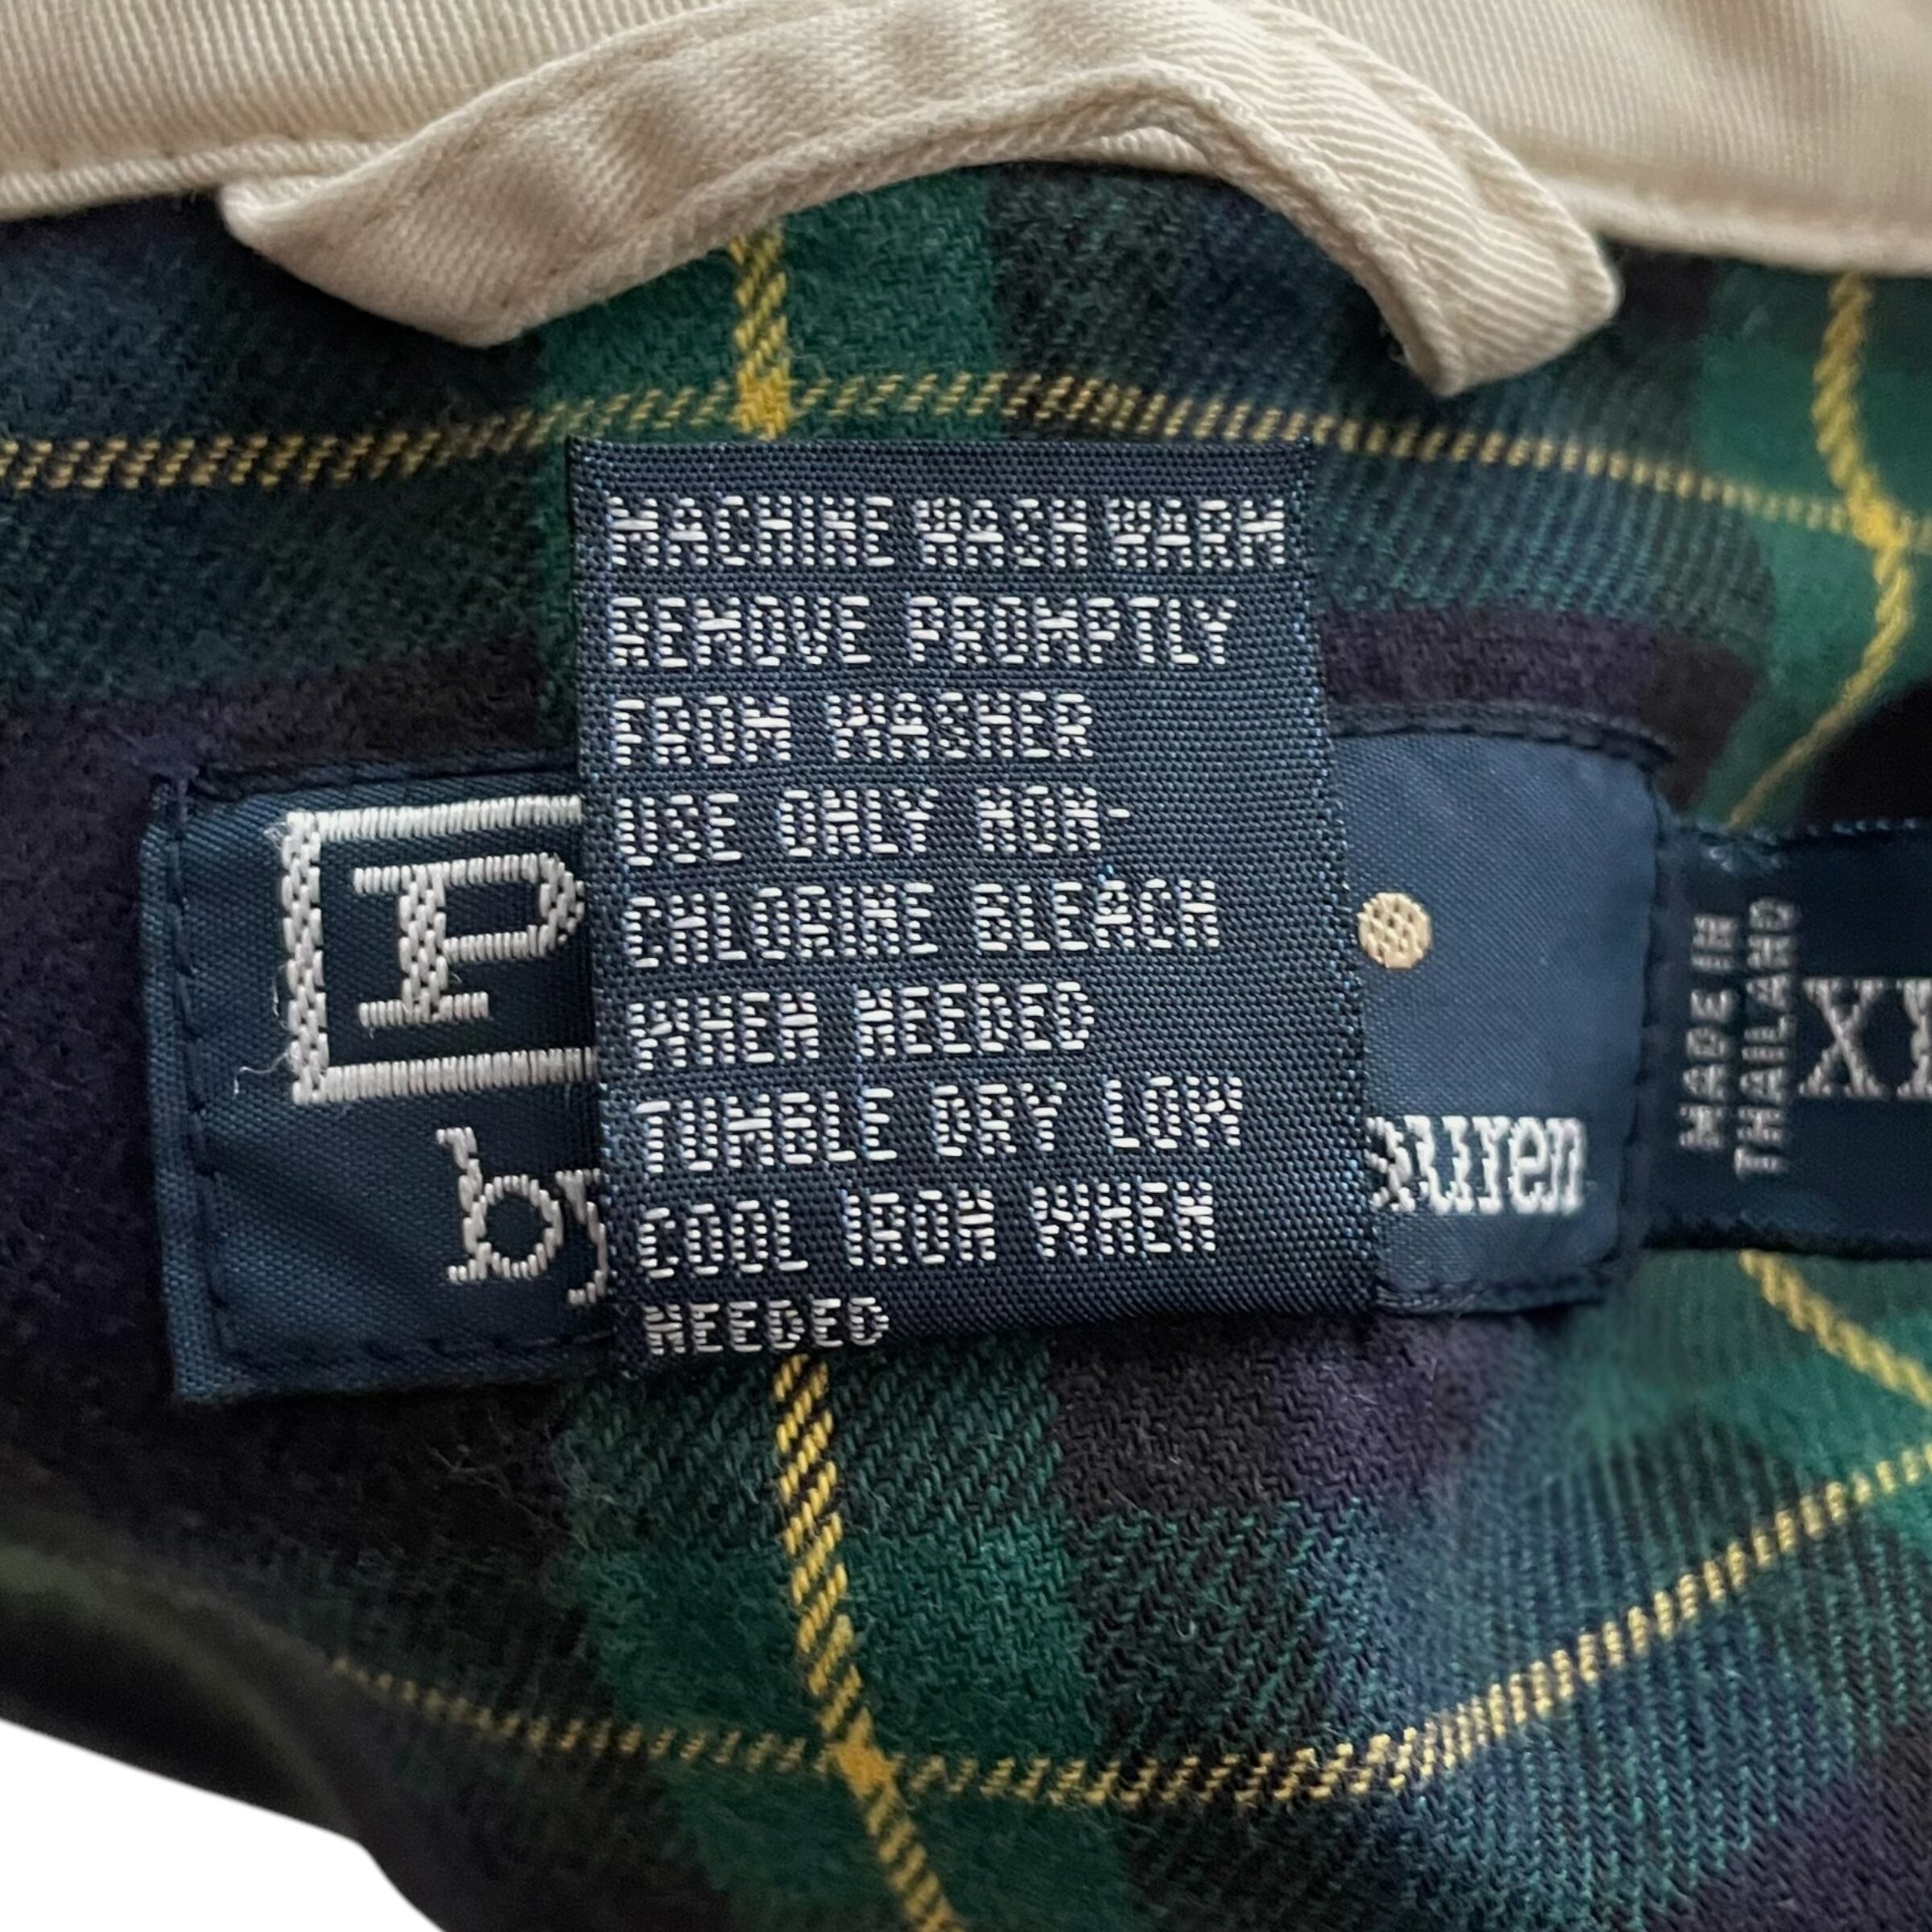 MACHINE WASH WARM
REMOVE PROMPTLY
FROM WASHER
USE ONLY NON-
CHLORINE BLEACH
WHEN NEEDED
TUMBLE DRY LOW
COOL IRON WHEN
NEEDED
P
by
auren
MADE IN
THAILAND